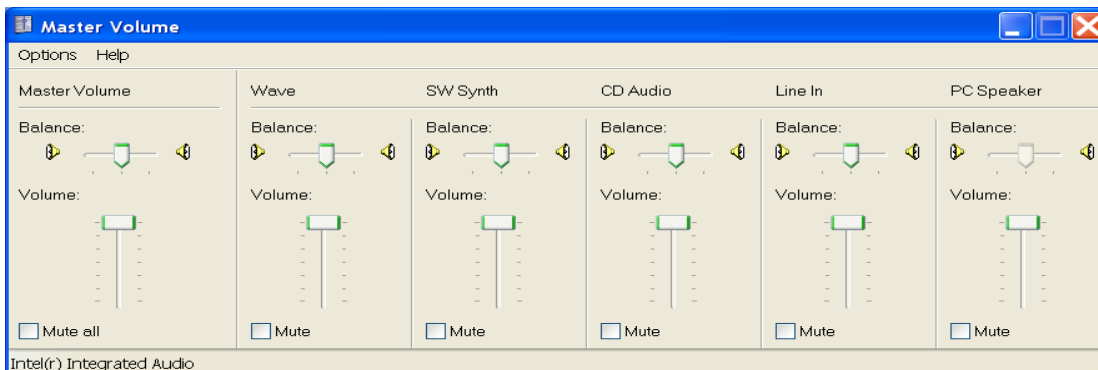 Master Volume
Options Help
Master Volume Wave SW Synth CD Audio Line In PC Speaker
Balance: Balance: Balance: Balance: Balance: Balance:
Volume: Volume: Volume: Volume: Volume: Volume:
Mute all Mute Mute Mute Mute Mute
Intel(r) Integrated Audio